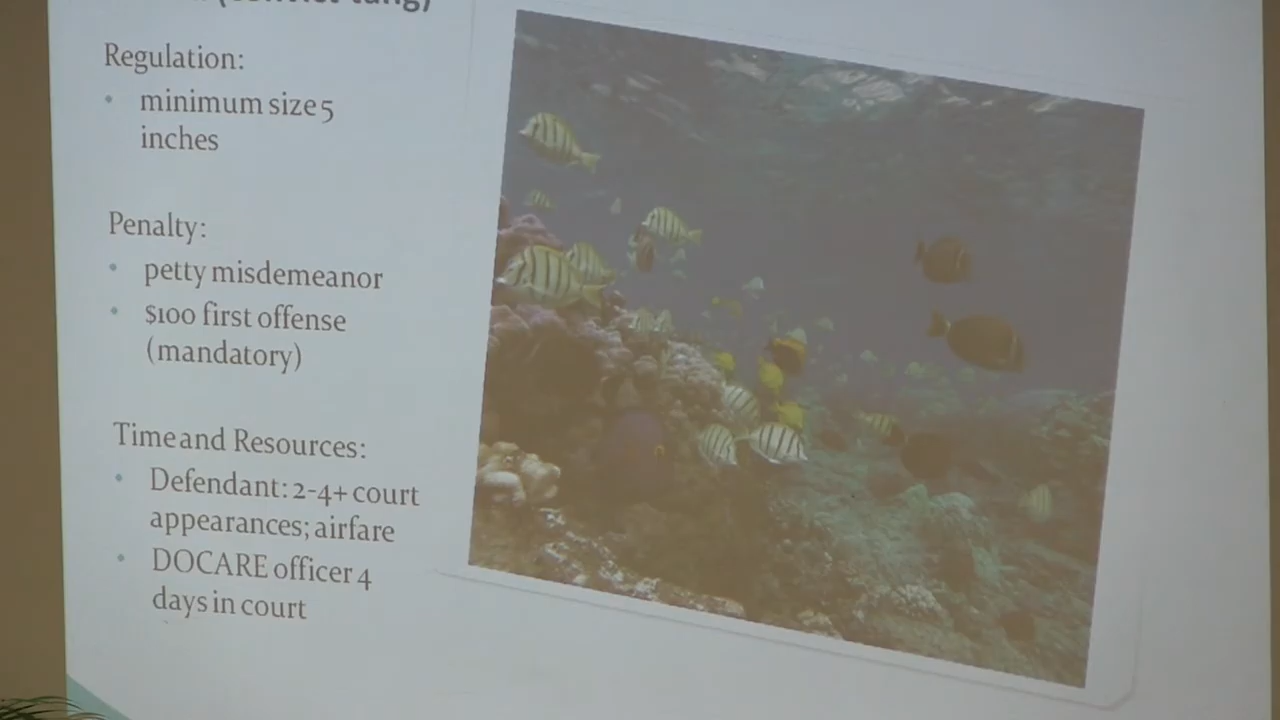 Regulation:
• minimum size 5
inches
Penalty:
• petty misdemeanor
• $100 first offense
(mandatory)
Time and Resources:
• Defendant: 2-4+ court
appearances; airfare
• DOCARE officer 4
days in court